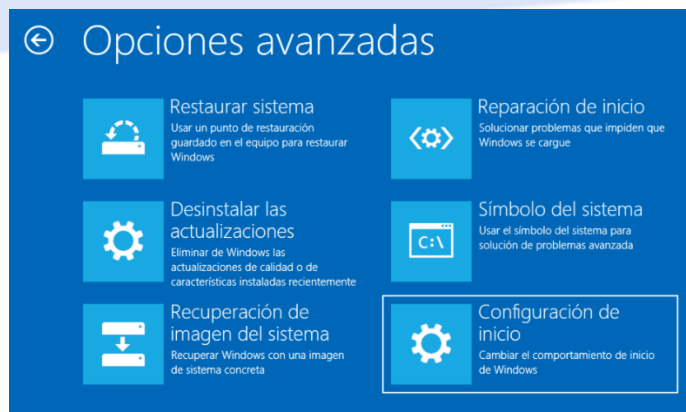 Opciones avanzadas
Restaurar sistema
Usar un punto de restauración
guardado en el equipo para restaurar
Windows
Desinstalar las
actualizaciones
Eliminar de Windows las
actualizaciones de calidad o de
características instaladas recientemente
Recuperación de
imagen del sistema
Recuperar Windows con una imagen
de sistema concreta
Reparación de inicio
Solucionar problemas que impiden que
Windows se cargue
C:\
Símbolo del sistema
Usar el símbolo del sistema para
solución de problemas avanzada
Configuración de
inicio
Cambiar el comportamiento de inicio
de Windows